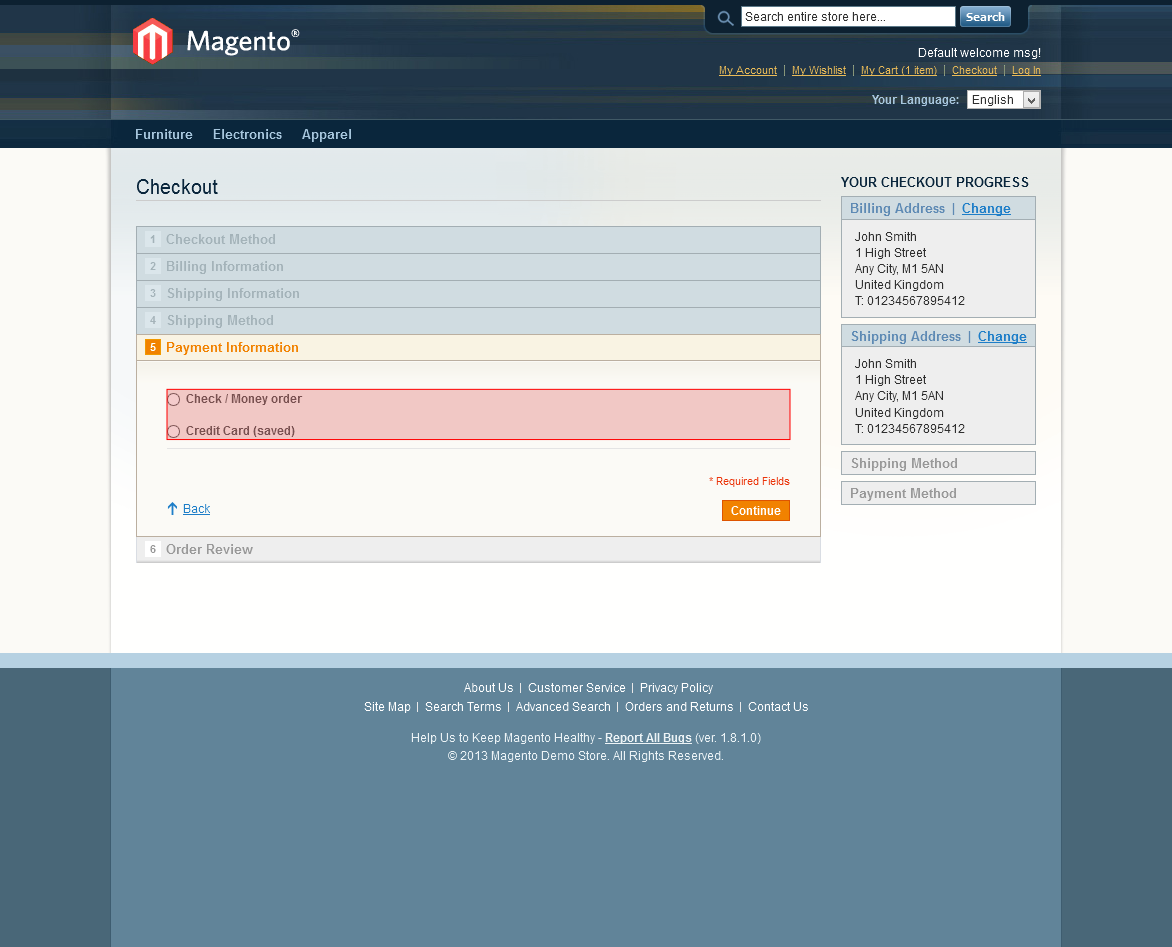 Search entire store here...
Search
Magento®
Default welcome msg!
My Account | My Wishlist | My Cart (1 item) | Checkout | Log In
Your Language: English
Furniture Electronics Apparel
Checkout
1 Checkout Method
2 Billing Information
3 Shipping Information
4 Shipping Method
5 Payment Information
Check / Money order
Credit Card (saved)
* Required Fields
Back
Continue
6 Order Review
YOUR CHECKOUT PROGRESS
Billing Address | Change
John Smith
1 High Street
Any City, M1 5AN
United Kingdom
T: 01234567895412
Shipping Address | Change
John Smith
1 High Street
Any City, M1 5AN
United Kingdom
T: 01234567895412
Shipping Method
Payment Method
About Us | Customer Service | Privacy Policy
Site Map | Search Terms | Advanced Search | Orders and Returns | Contact Us
Help Us to Keep Magento Healthy - Report All Bugs (ver. 1.8.1.0)
© 2013 Magento Demo Store. All Rights Reserved.